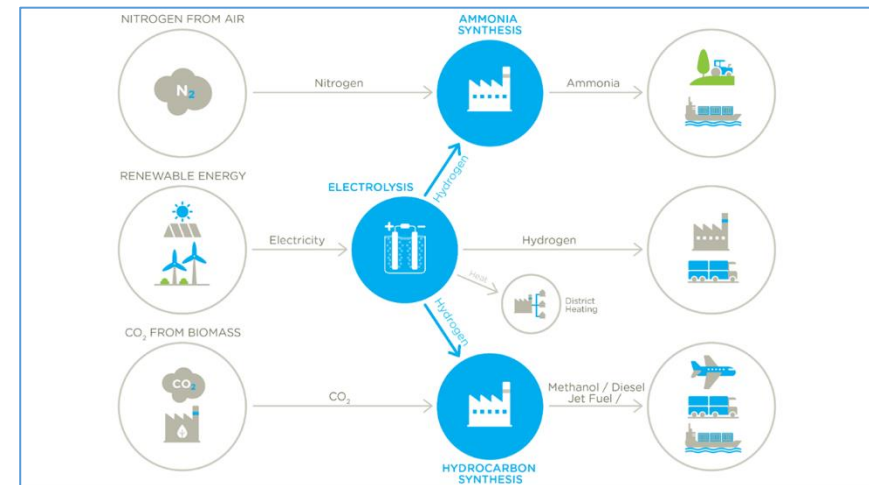 NITROGEN FROM AIR
AMMONIA
SYNTHESIS
N2
Nitrogen
Ammonia
Hydrogen
RENEWABLE ENERGY
ELECTROLYSIS
Electricity
+ -
Hydrogen
Heat
District
Heating
Hydrogen
CO2 FROM BIOMASS
CO2
CO2
Methanol / Diesel
Jet Fuel /
HYDROCARBON
SYNTHESIS